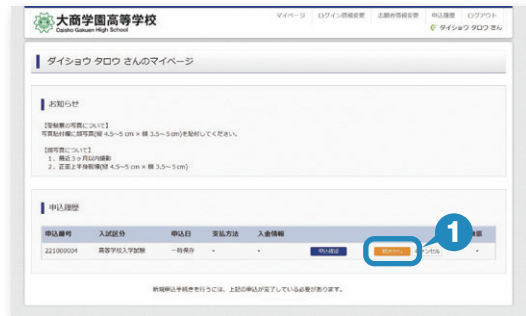 大商学園高等学校
Daisho Gakuen High School
マイページ ログイン情報変更 志願者情報変更 申込履歴 ログアウト
ダイショウ タロウ さん
ダイショウ タロウ さんのマイページ
お知らせ
【受験票の写真について】
写真貼付欄に顔写真(縦 4.5～5 cm × 横 3.5～5cm)を貼付してください。
【顔写真について】
1. 最近3ヶ月以内撮影
2. 正面上半身脱帽(縦 4.5～5 cm × 横 3.5～5cm)
申込履歴
申込番号 入試区分 申込日 支払方法 入金情報
221000004 高等学校入学試験 一時保存 - - 申込確認 続きから
1
新規申込手続きを行うには、上記の申込が完了している必要があります。